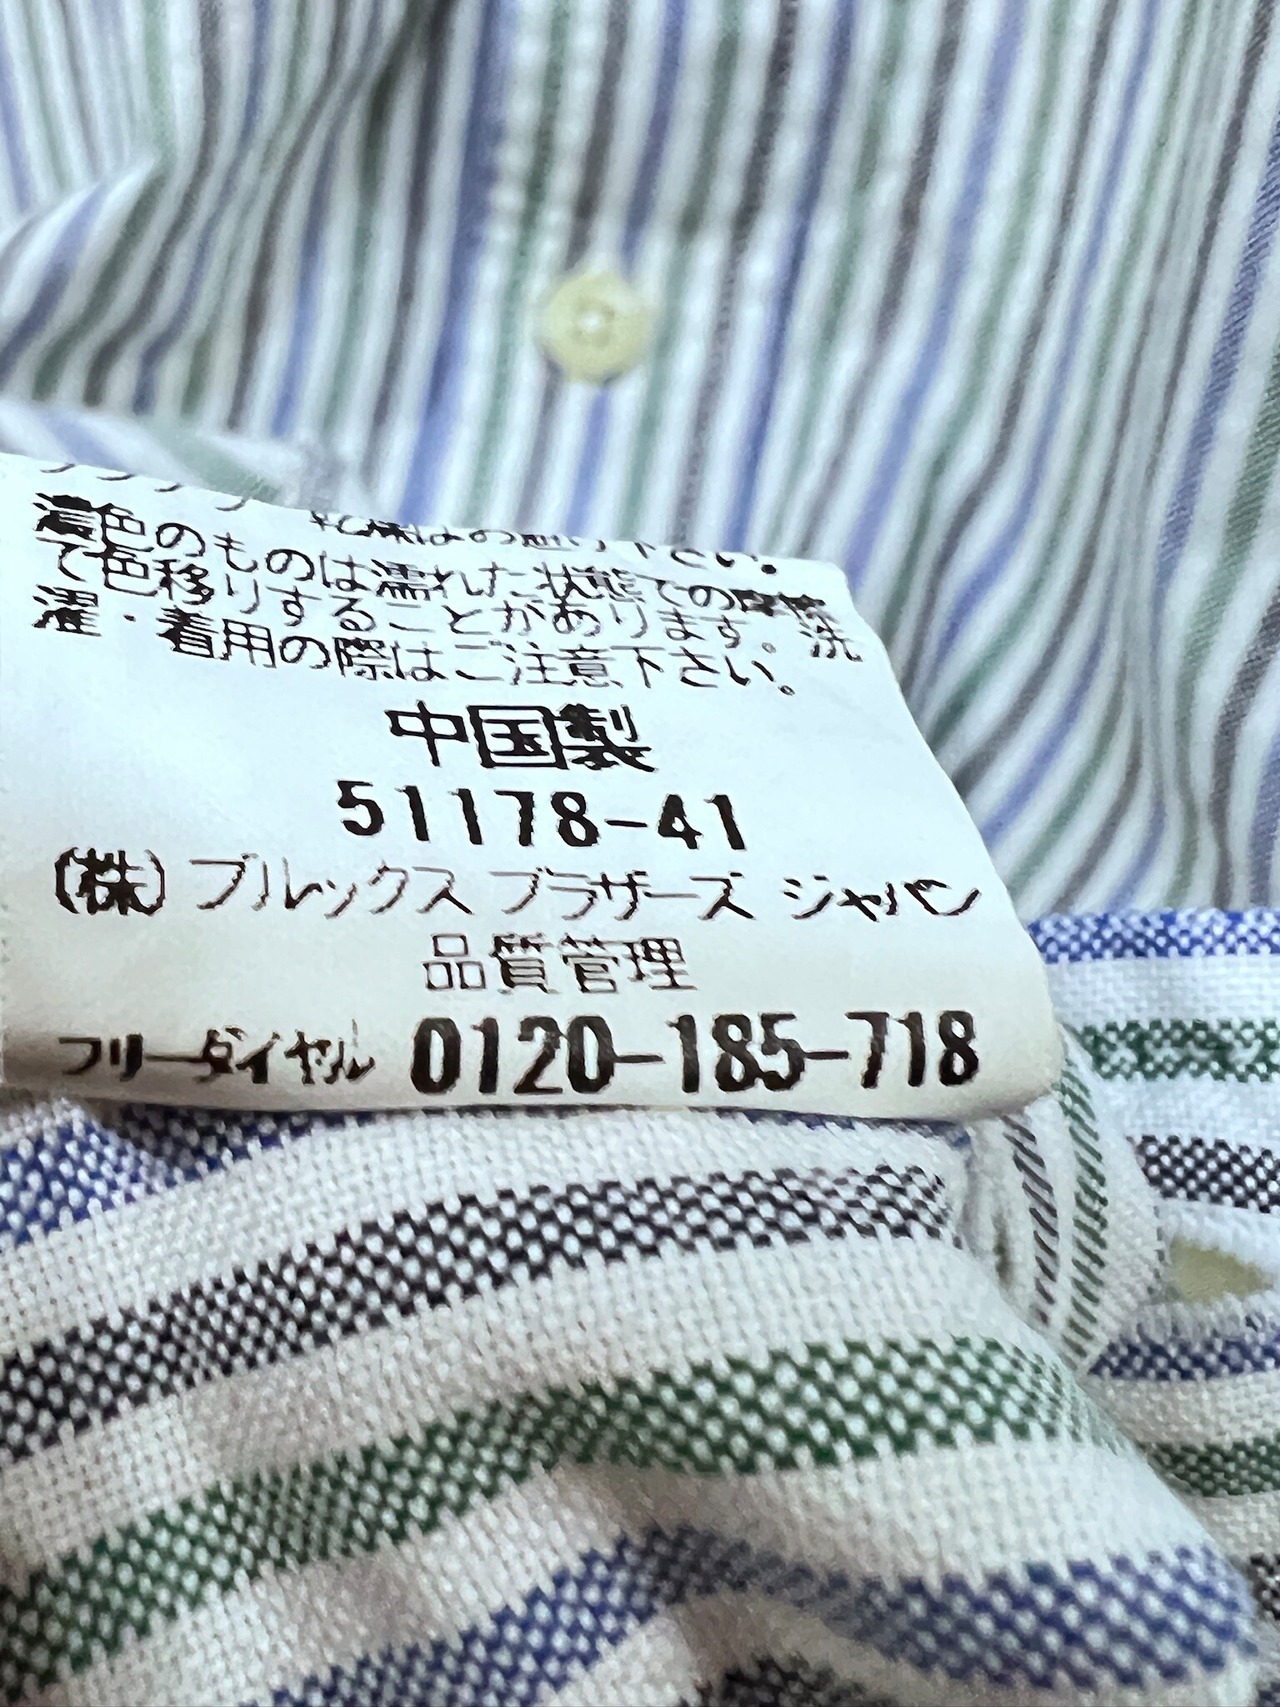 濃色のものは濡れた状態での摩擦
で色移りすることがあります。洗
濯・着用の際はご注意下さい。
中国製
51178-41
(株) ブルックス ブラザーズ ジャパン
品質管理
フリーダイヤル 0120-185-718